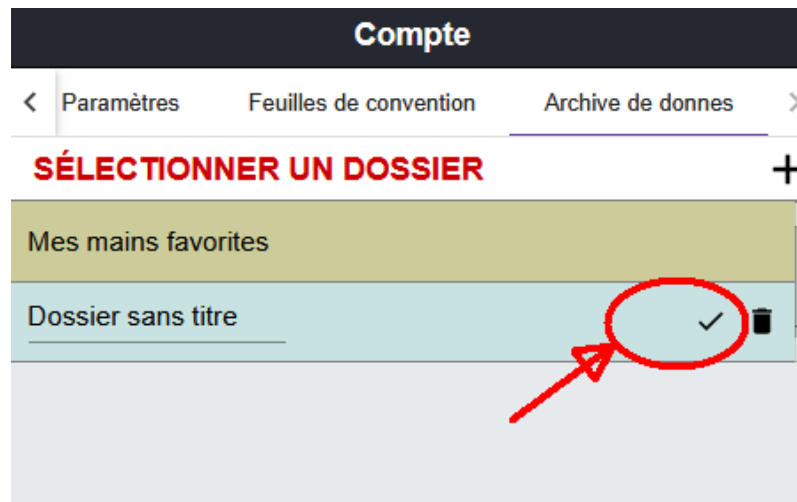 Compte
Paramètres Feuilles de convention Archive de donnes
SÉLECTIONNER UN DOSSIER
Mes mains favorites
Dossier sans titre